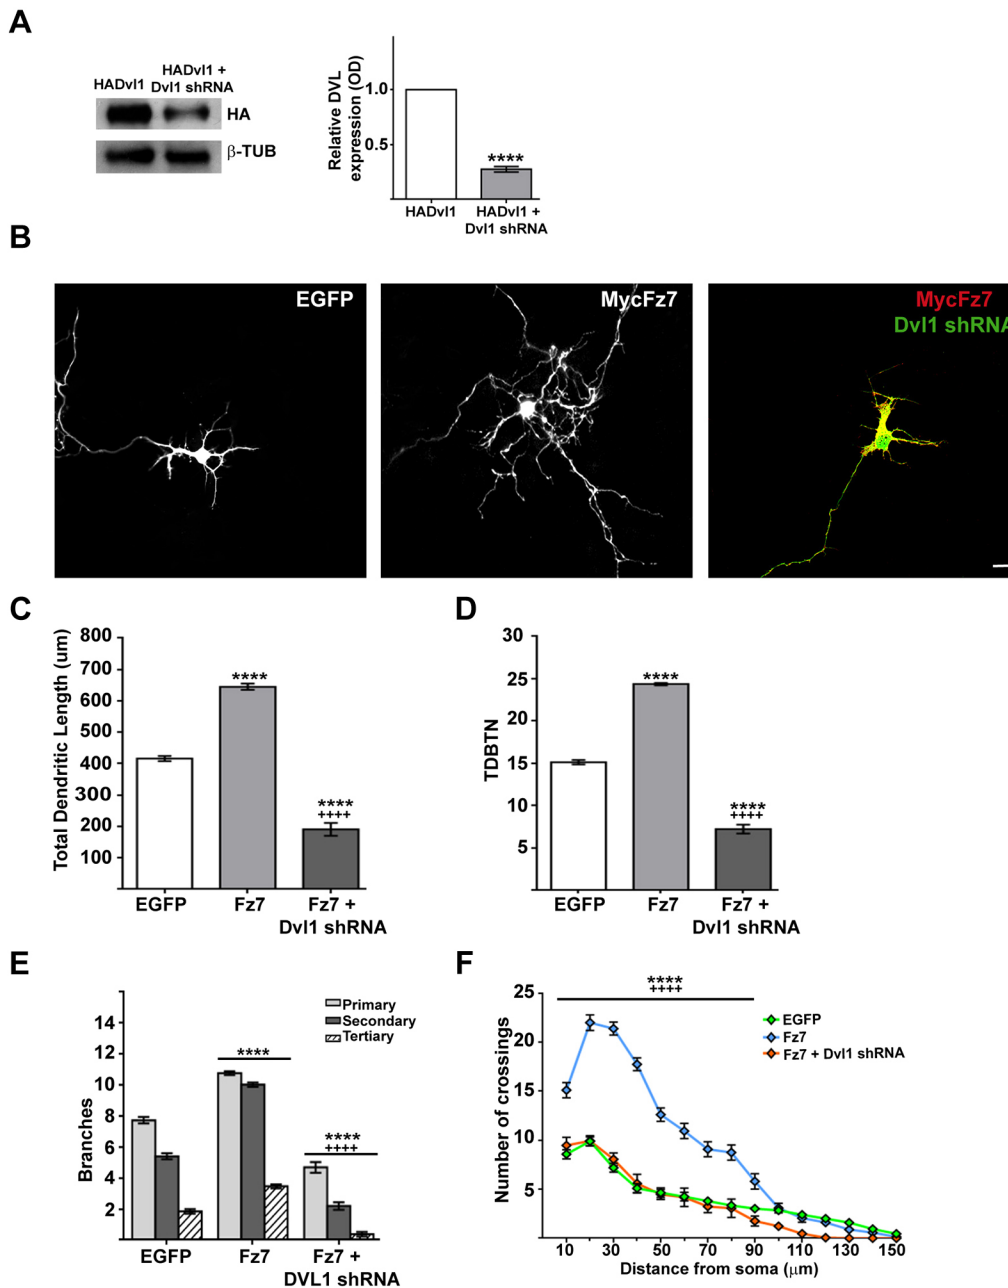 A
HADvl1
HADvl1 +
Dvl1 shRNA
HA
β-TUB
Relative DVL
expression (OD)
1.0
0.5
****
HADvl1
HADvl1 +
Dvl1 shRNA
B
EGFP
MycFz7
MycFz7
Dvl1 shRNA
C
Total Dendritic Length (um)
800
700
600
500
400
300
200
100
****
****
++++
EGFP
Fz7
Fz7 +
Dvl1 shRNA
D
TDBTN
30
25
20
15
10
5
****
****
++++
EGFP
Fz7
Fz7 +
Dvl1 shRNA
E
Branches
14
12
10
8
6
4
2
Primary
Secondary
Tertiary
****
****
++++
EGFP
Fz7
Fz7 +
DVL1 shRNA
F
Number of crossings
25
20
15
10
5
****
++++
EGFP
Fz7
Fz7 + Dvl1 shRNA
10 30 50 70 90 110 130 150
Distance from soma (μm)